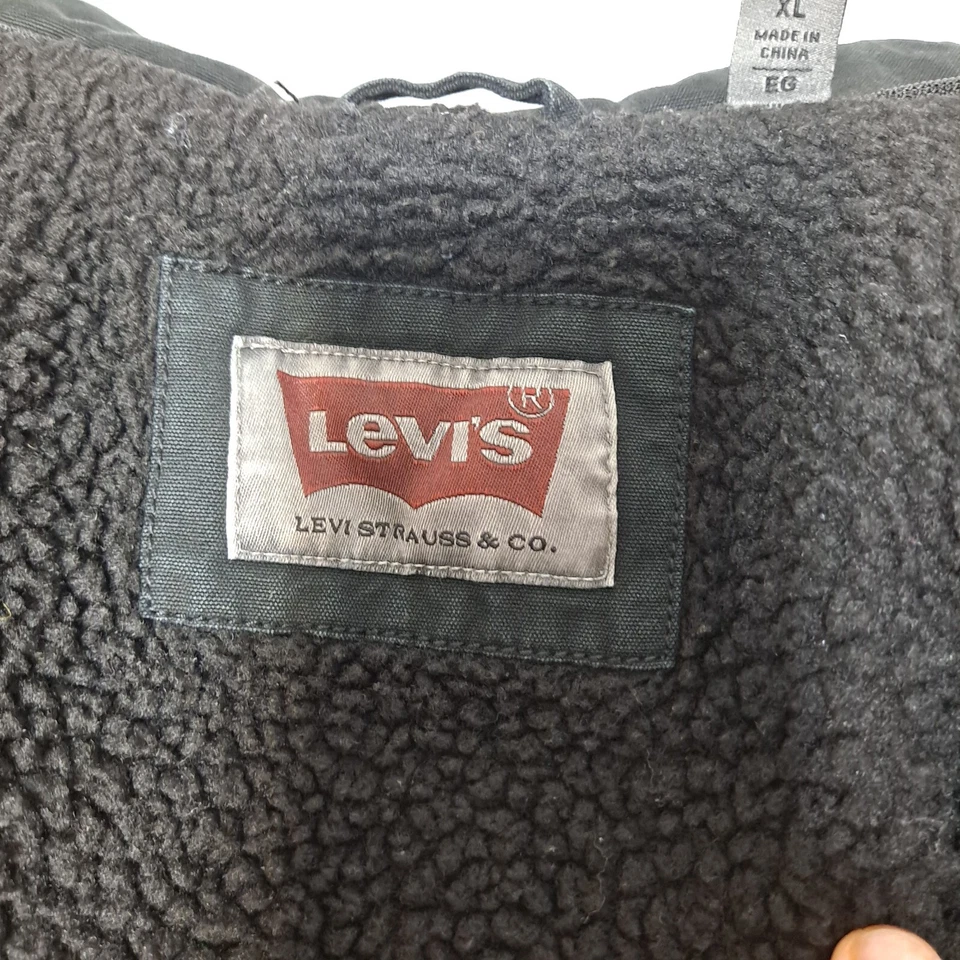 XL
MADE IN
CHINA
EG
LEVI'S ®
LEVI STRAUSS & CO.